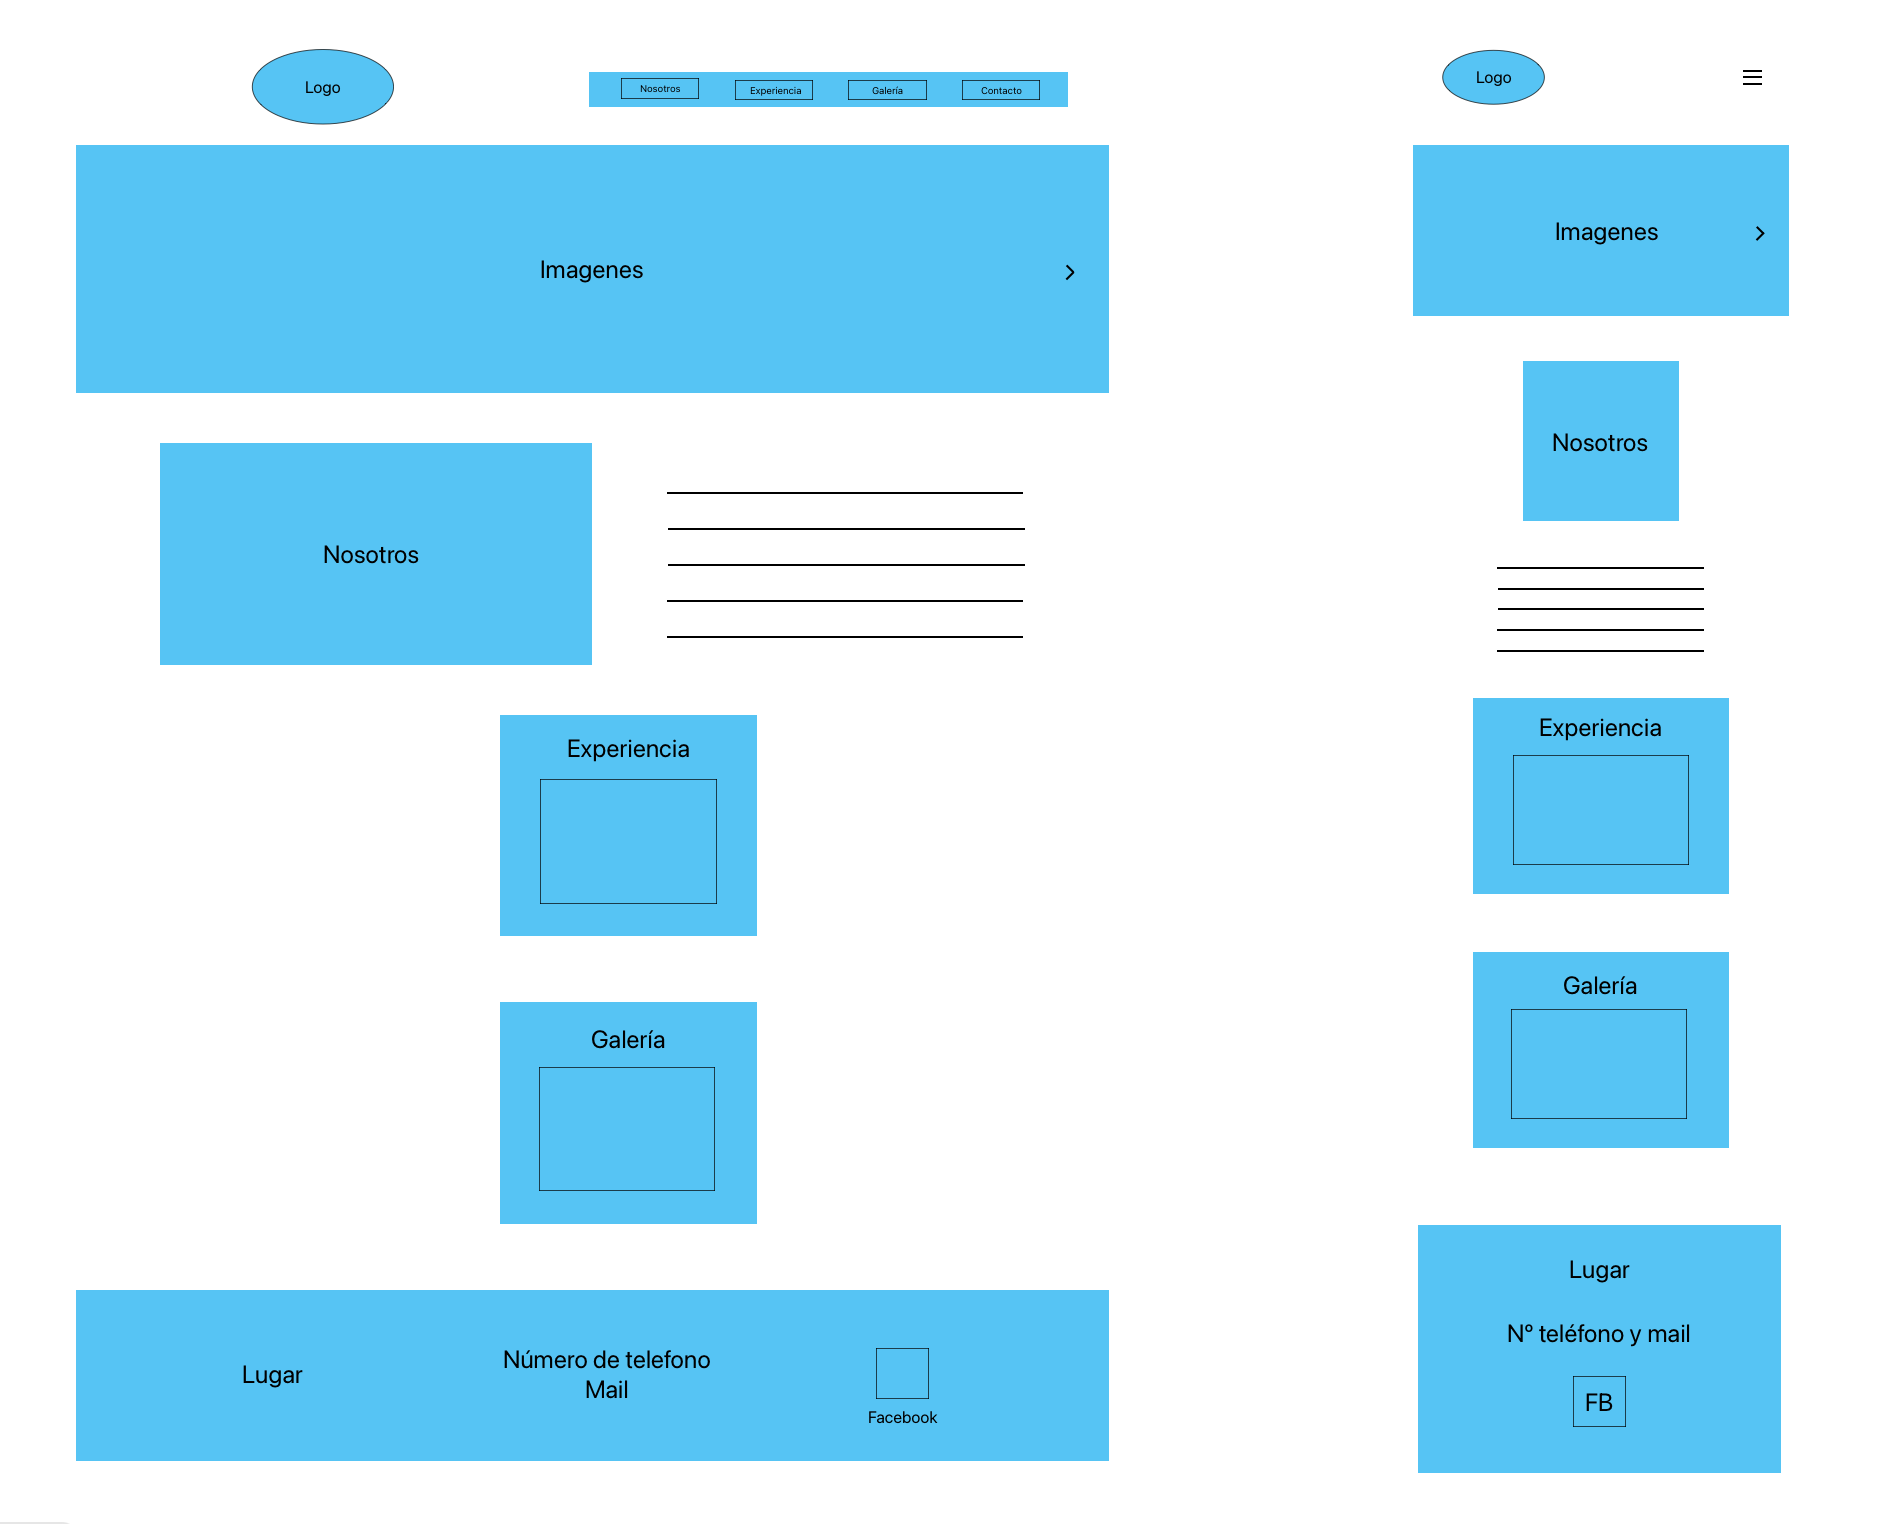 Logo
Nosotros
Experiencia
Galería
Contacto
Imagenes
Nosotros
Experiencia
Galería
Lugar
Número de telefono
Mail
Facebook
Logo
Imagenes
Nosotros
Experiencia
Galería
Lugar
Nº teléfono y mail
FB